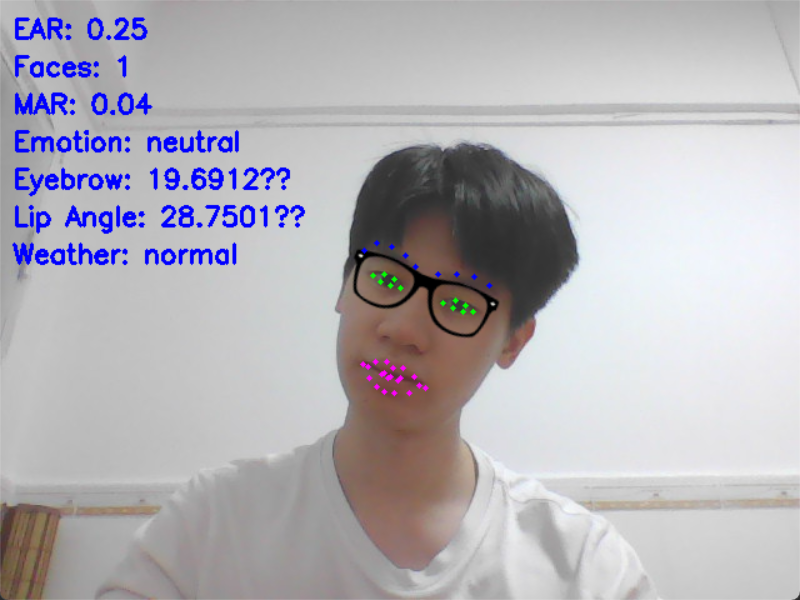 EAR: 0.25
Faces: 1
MAR: 0.04
Emotion: neutral
Eyebrow: 19.6912??
Lip Angle: 28.7501??
Weather: normal